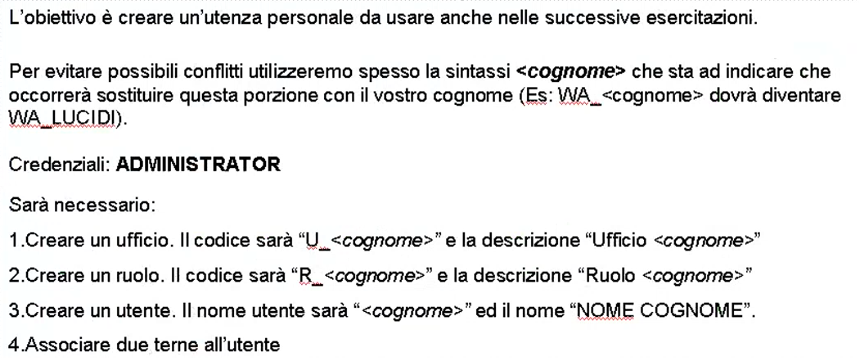 L'obiettivo è creare un'utenza personale da usare anche nelle successive esercitazioni.
Per evitare possibili conflitti utilizzeremo spesso la sintassi <cognome> che sta ad indicare che
occorrerà sostituire questa porzione con il vostro cognome (Es: WA_<cognome> dovrà diventare
WA_LUCIDI).
Credenziali: ADMINISTRATOR
Sarà necessario:
1.Creare un ufficio. Il codice sarà “U_<cognome>” e la descrizione “Ufficio <cognome>”
2.Creare un ruolo. Il codice sarà “R_<cognome>” e la descrizione “Ruolo <cognome>”
3.Creare un utente. Il nome utente sarà “<cognome>” ed il nome “NOME COGNOME”.
4.Associare due terne all'utente